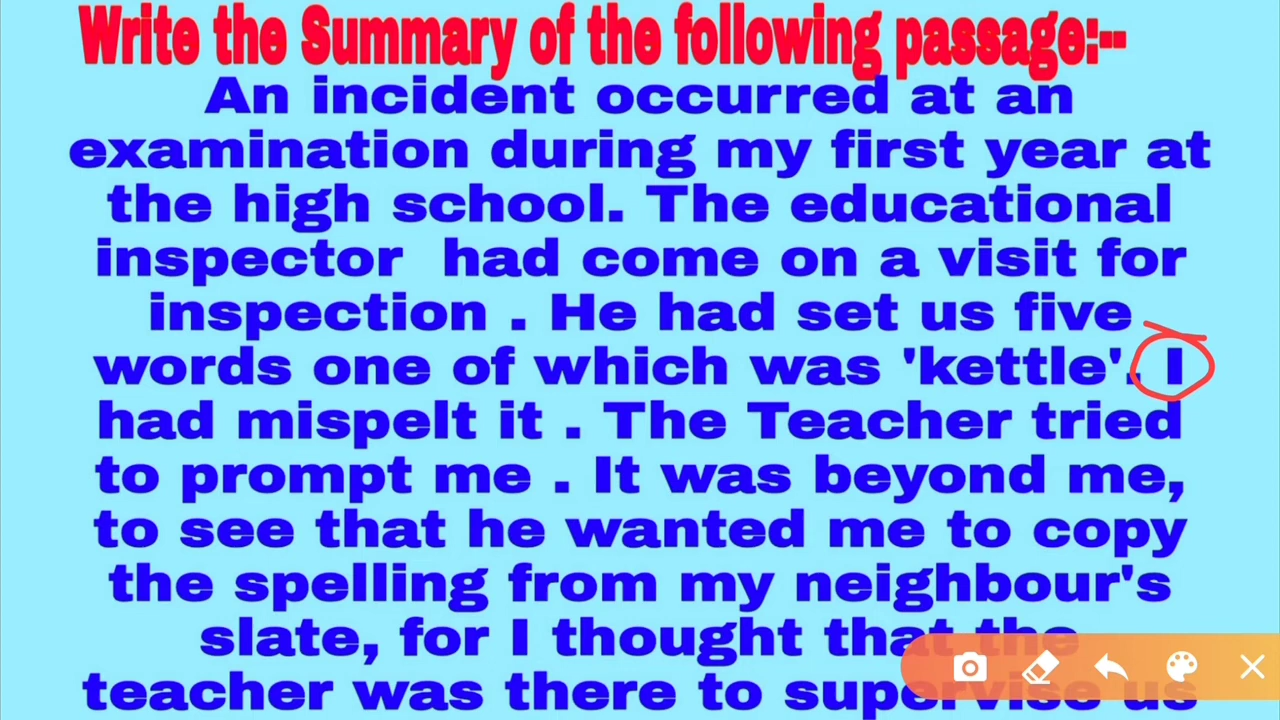 Write the Summary of the following passage:--
An incident occurred at an
examination during my first year at
the high school. The educational
inspector had come on a visit for
inspection . He had set us five
words one of which was 'kettle'. I
had mispelt it . The Teacher tried
to prompt me . It was beyond me,
to see that he wanted me to copy
the spelling from my neighbour's
slate, for I thought that the
teacher was there to supervise us